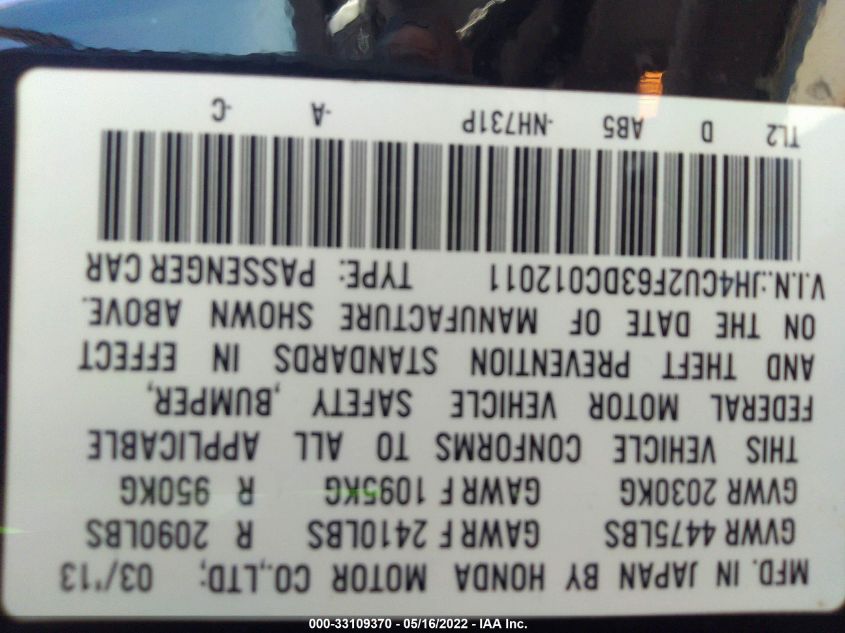 MFD. IN JAPAN BY HONDA MOTOR CO.,LTD; 03/'13
GVWR 4475LBS GAWR F 2410LBS R 2090LBS
GVWR 2030KG GAWR F 1095KG R 950KG
THIS VEHICLE CONFORMS TO ALL APPLICABLE
FEDERAL MOTOR VEHICLE SAFETY ,BUMPER,
AND THEFT PREVENTION STANDARDS IN EFFECT
ON THE DATE OF MANUFACTURE SHOWN ABOVE.
V.I.N.:JH4CU2F63DC012011 TYPE: PASSENGER CAR
TL2 D AB5 -NH731P -A -C
000-33109370 - 05/16/2022 - IAA Inc.